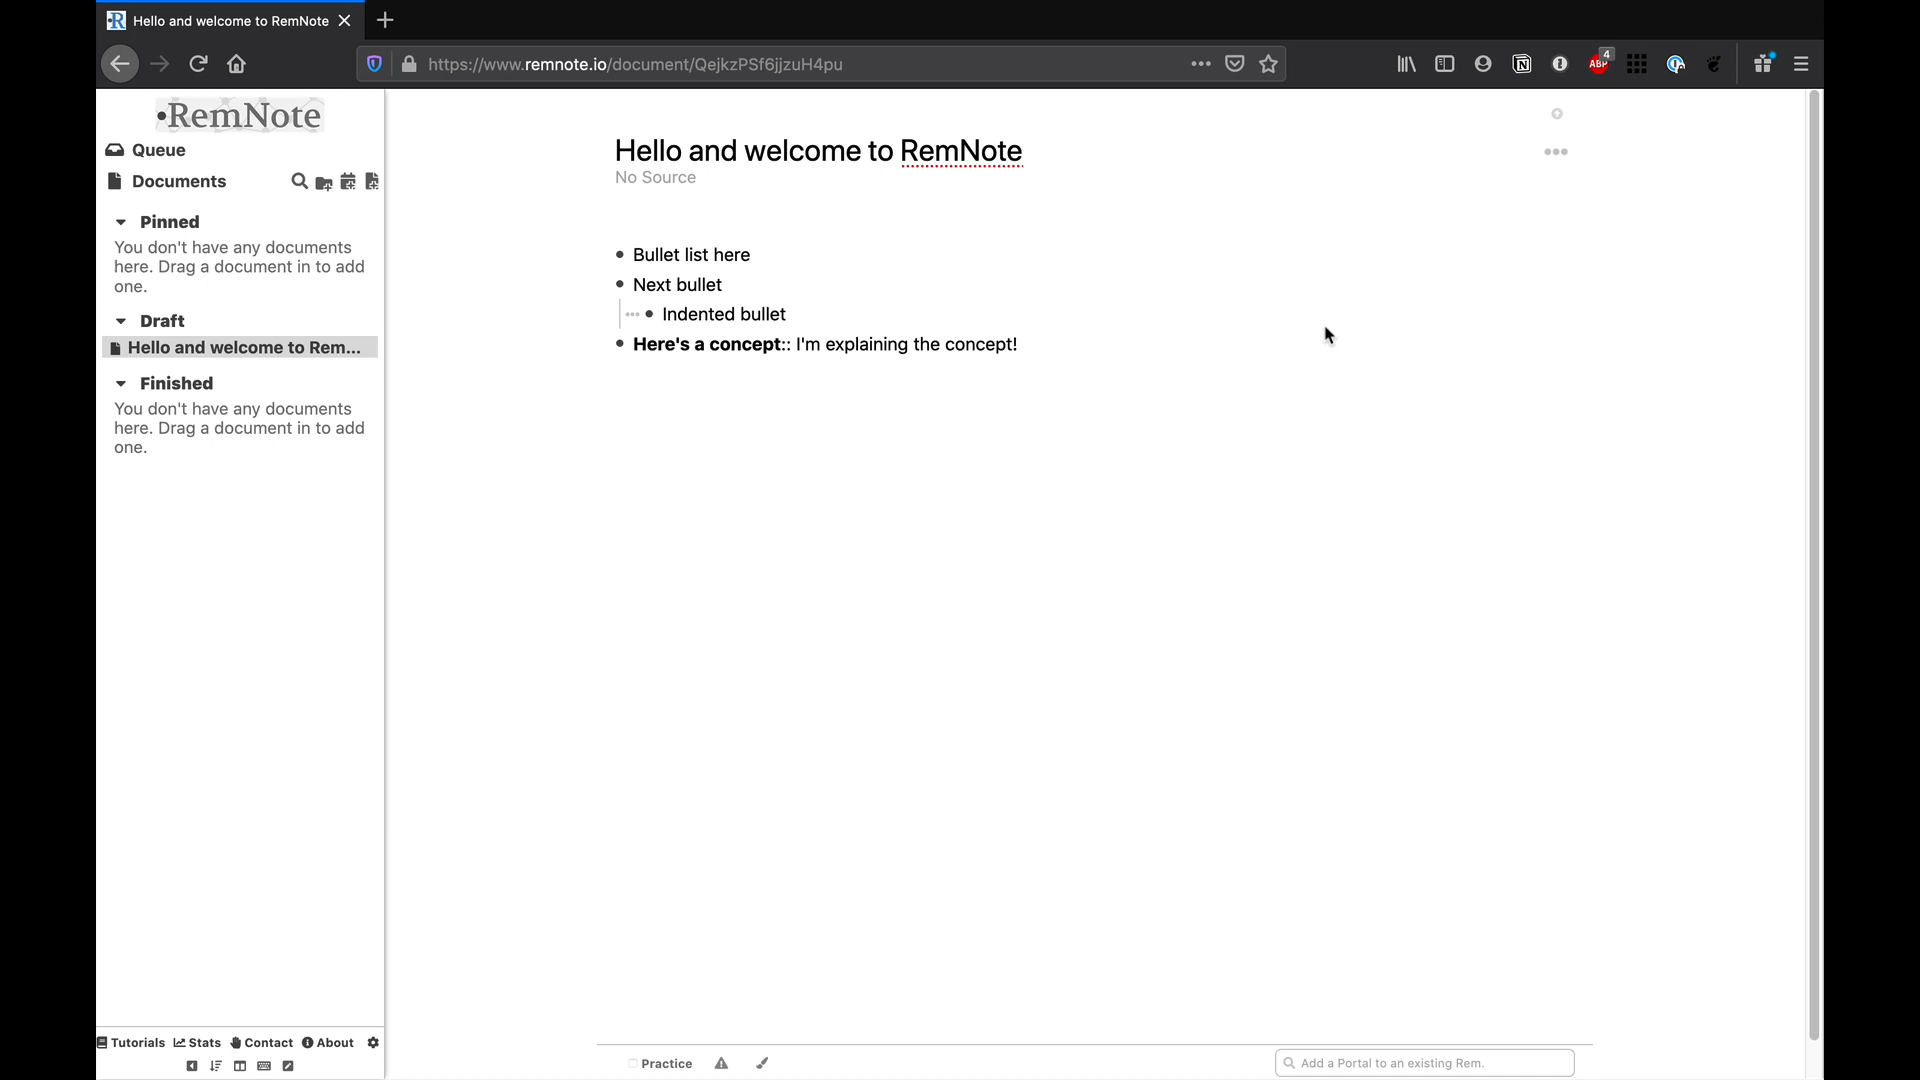 Hello and welcome to RemNote
https://www.remnote.io/document/QejkzPSf6jjzuH4pu
ABP
4
•RemNote
Queue
Documents
Pinned
You don't have any documents
here. Drag a document in to add
one.
Draft
Hello and welcome to Rem...
Finished
You don't have any documents
here. Drag a document in to add
one.
Tutorials Stats Contact About
Hello and welcome to RemNote
No Source
• Bullet list here
• Next bullet
• Indented bullet
• Here's a concept:: I'm explaining the concept!
Practice
Add a Portal to an existing Rem.